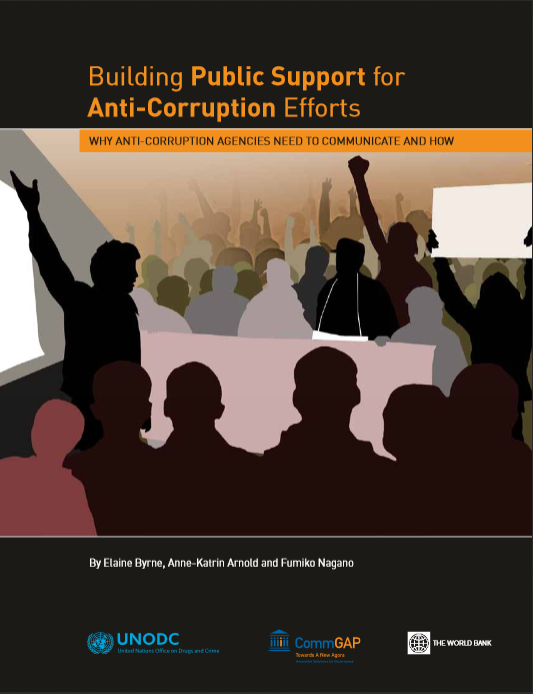 Building Public Support for
Anti-Corruption Efforts
WHY ANTI-CORRUPTION AGENCIES NEED TO COMMUNICATE AND HOW
By Elaine Byrne, Anne-Katrin Arnold and Fumiko Nagano
UNODC
United Nations Office on Drugs and Crime
CommGAP
Towards A New Agora
THE WORLD BANK